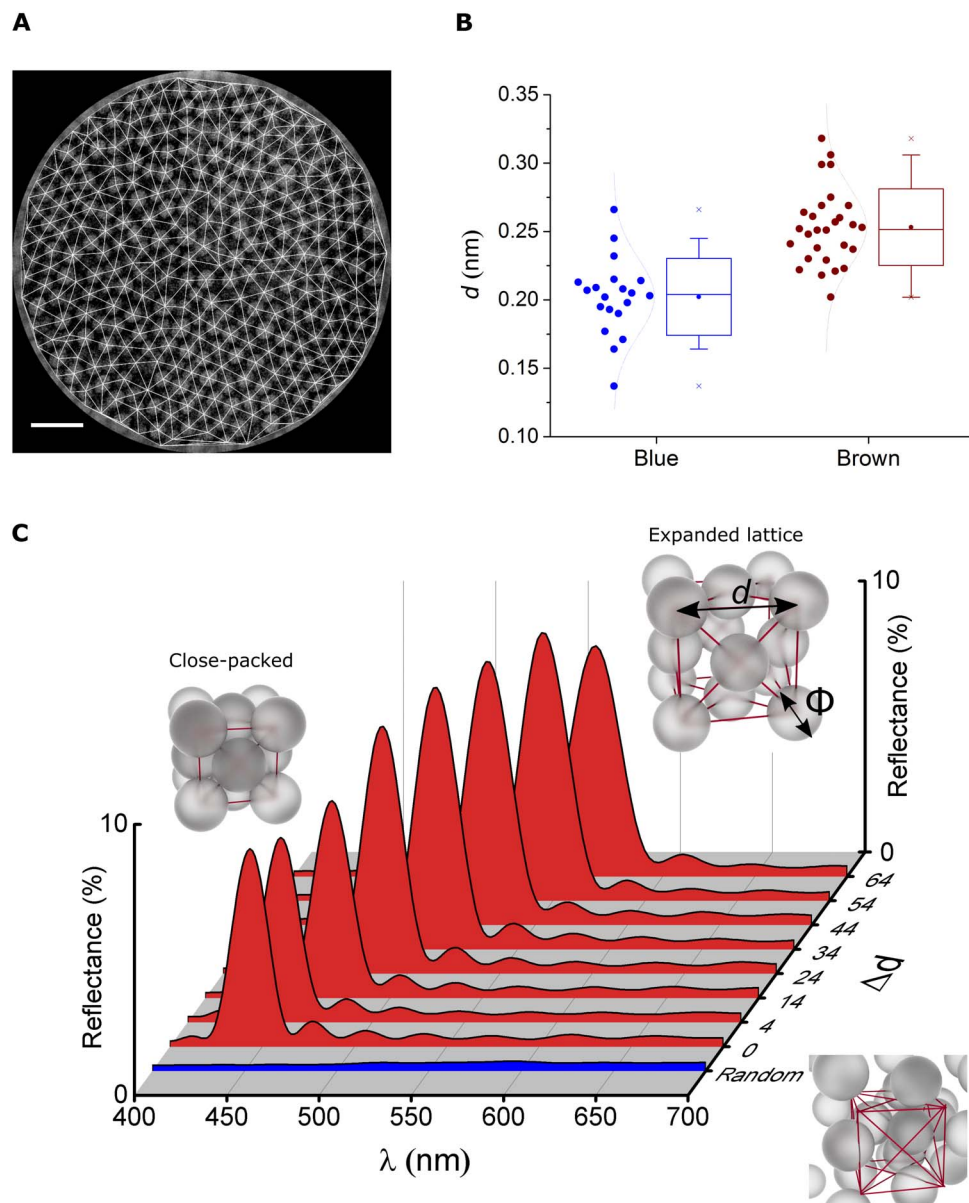 A
B
0.35
0.30
0.25
0.20
0.15
0.10
d (nm)
Blue
Brown
C
Expanded lattice
d
Φ
Close-packed
10
Reflectance (%)
0
10
Reflectance (%)
0
64
54
44
34
24
14
4
0
Random
Δd
400
450
500
550
600
650
700
λ (nm)